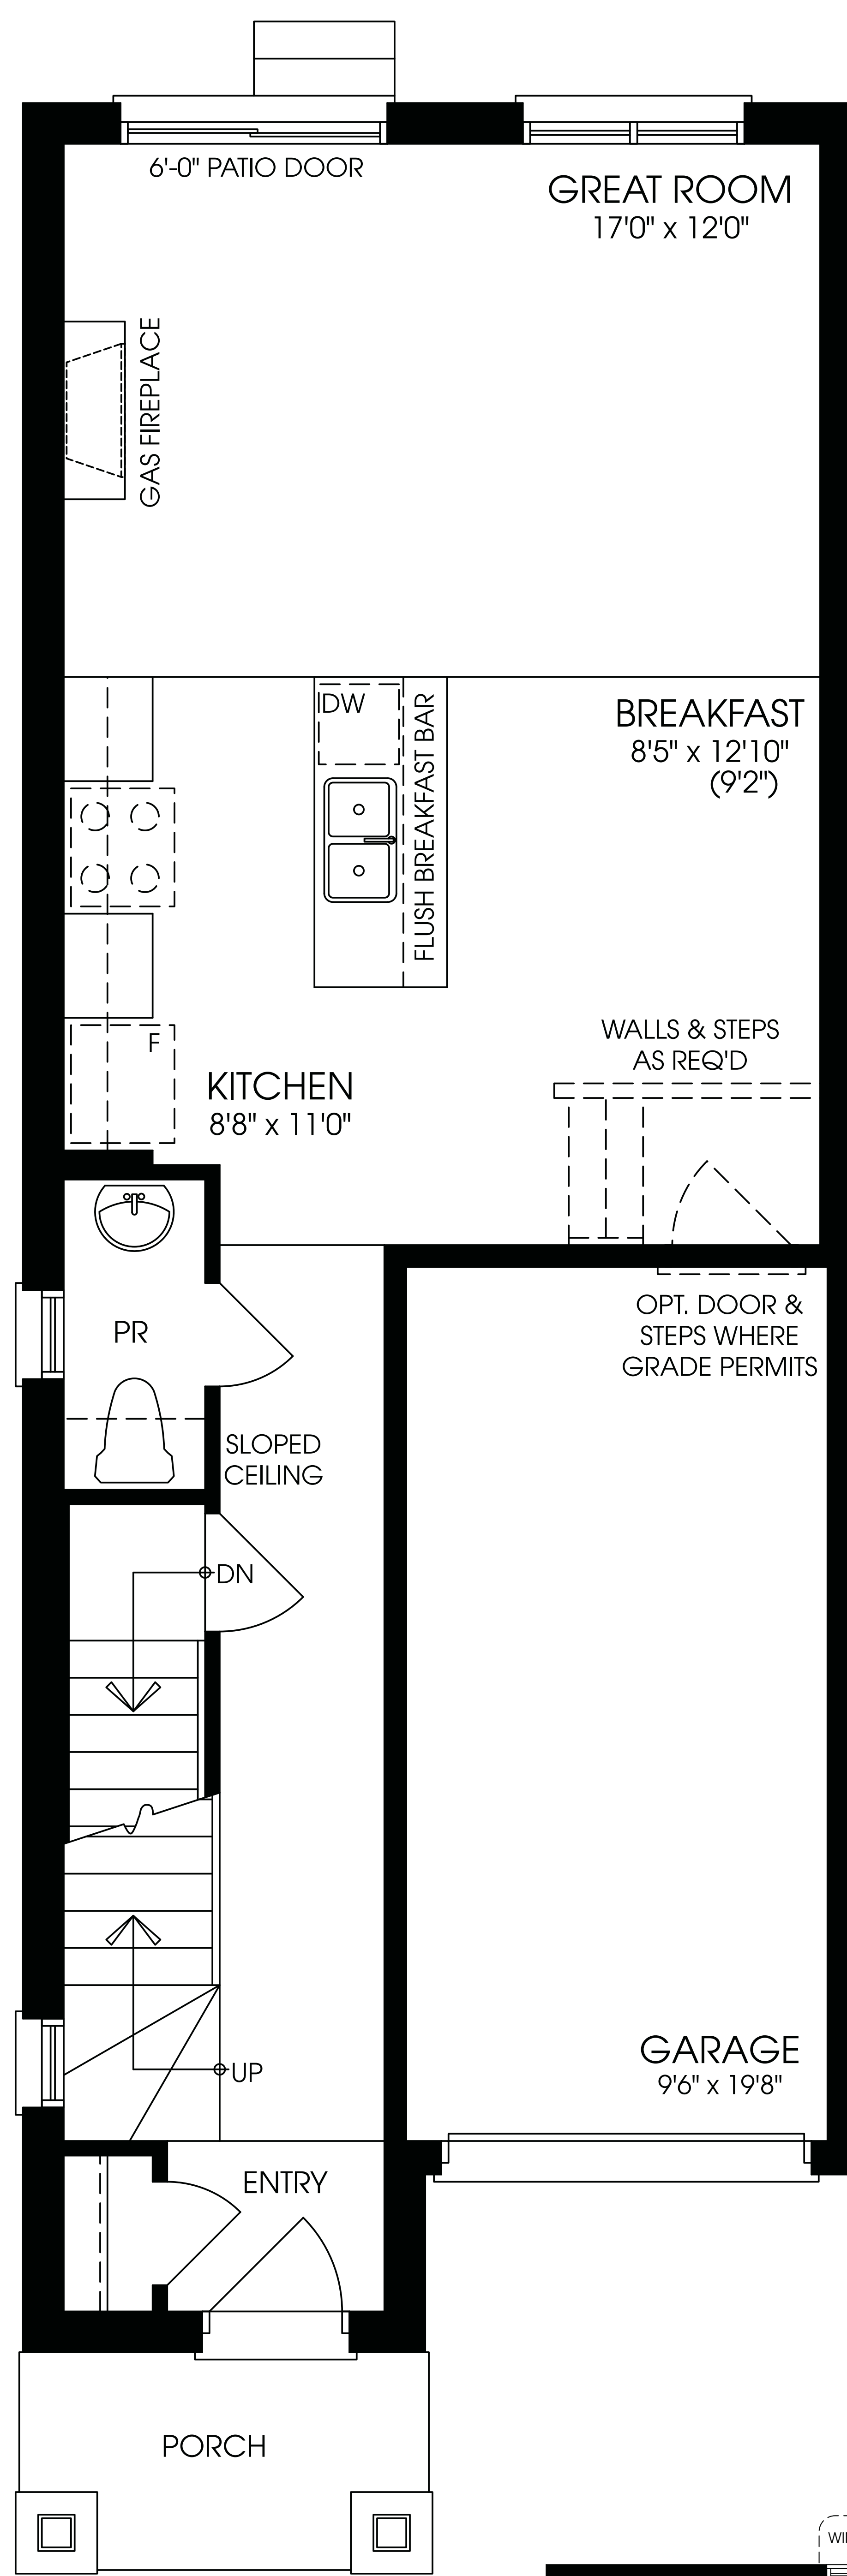 6'-0" PATIO DOOR
GREAT ROOM
17'0" x 12'0"
GAS FIREPLACE
DW
FLUSH BREAKFAST BAR
BREAKFAST
8'5" x 12'10"
(9'2")
F
KITCHEN
8'8" x 11'0"
WALLS & STEPS
AS REQ'D
PR
OPT. DOOR &
STEPS WHERE
GRADE PERMITS
SLOPED
CEILING
DN
UP
GARAGE
9'6" x 19'8"
ENTRY
PORCH